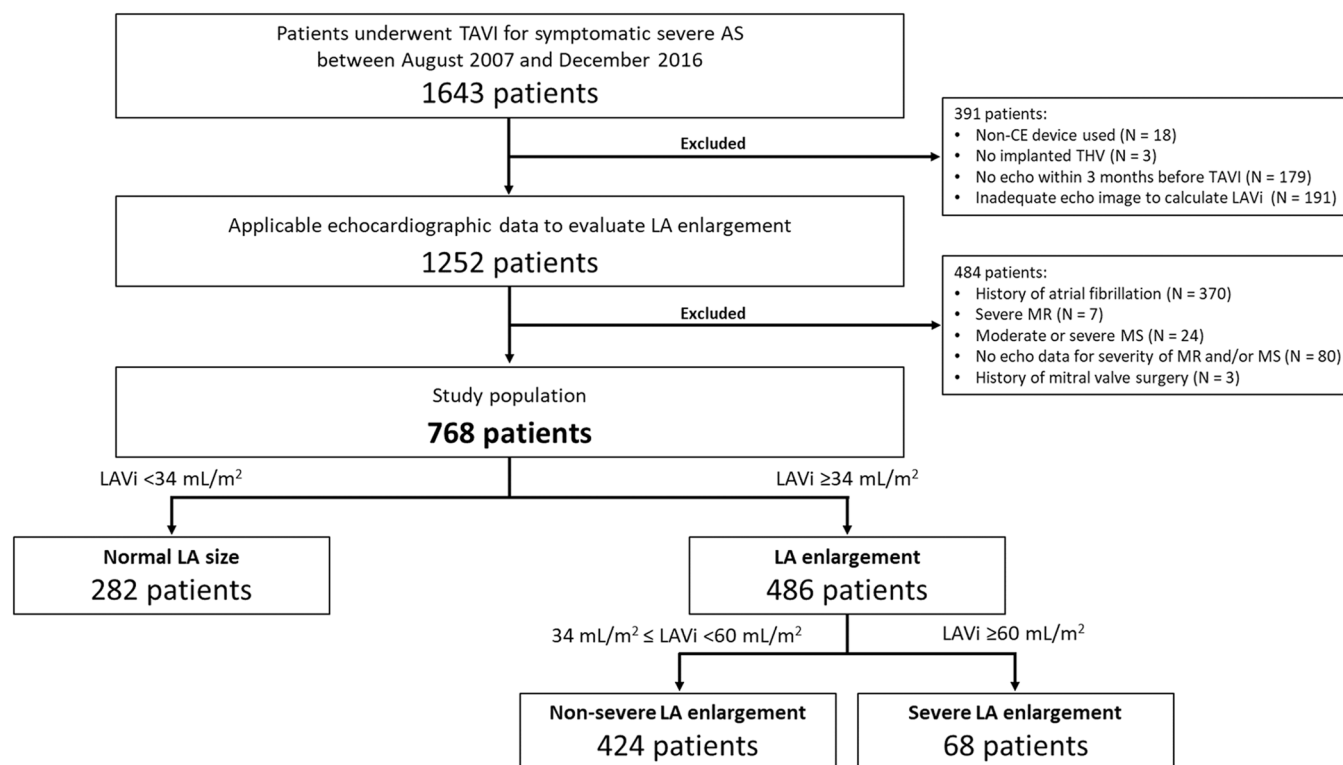 Patients underwent TAVI for symptomatic severe AS
between August 2007 and December 2016
1643 patients
Excluded
391 patients:
• Non-CE device used (N = 18)
• No implanted THV (N = 3)
• No echo within 3 months before TAVI (N = 179)
• Inadequate echo image to calculate LAVi (N = 191)
Applicable echocardiographic data to evaluate LA enlargement
1252 patients
Excluded
484 patients:
• History of atrial fibrillation (N = 370)
• Severe MR (N = 7)
• Moderate or severe MS (N = 24)
• No echo data for severity of MR and/or MS (N = 80)
• History of mitral valve surgery (N = 3)
Study population
768 patients
LAVi <34 mL/m²
LAVi ≥34 mL/m²
Normal LA size
282 patients
LA enlargement
486 patients
34 mL/m² ≤ LAVi <60 mL/m²
LAVi ≥60 mL/m²
Non-severe LA enlargement
424 patients
Severe LA enlargement
68 patients